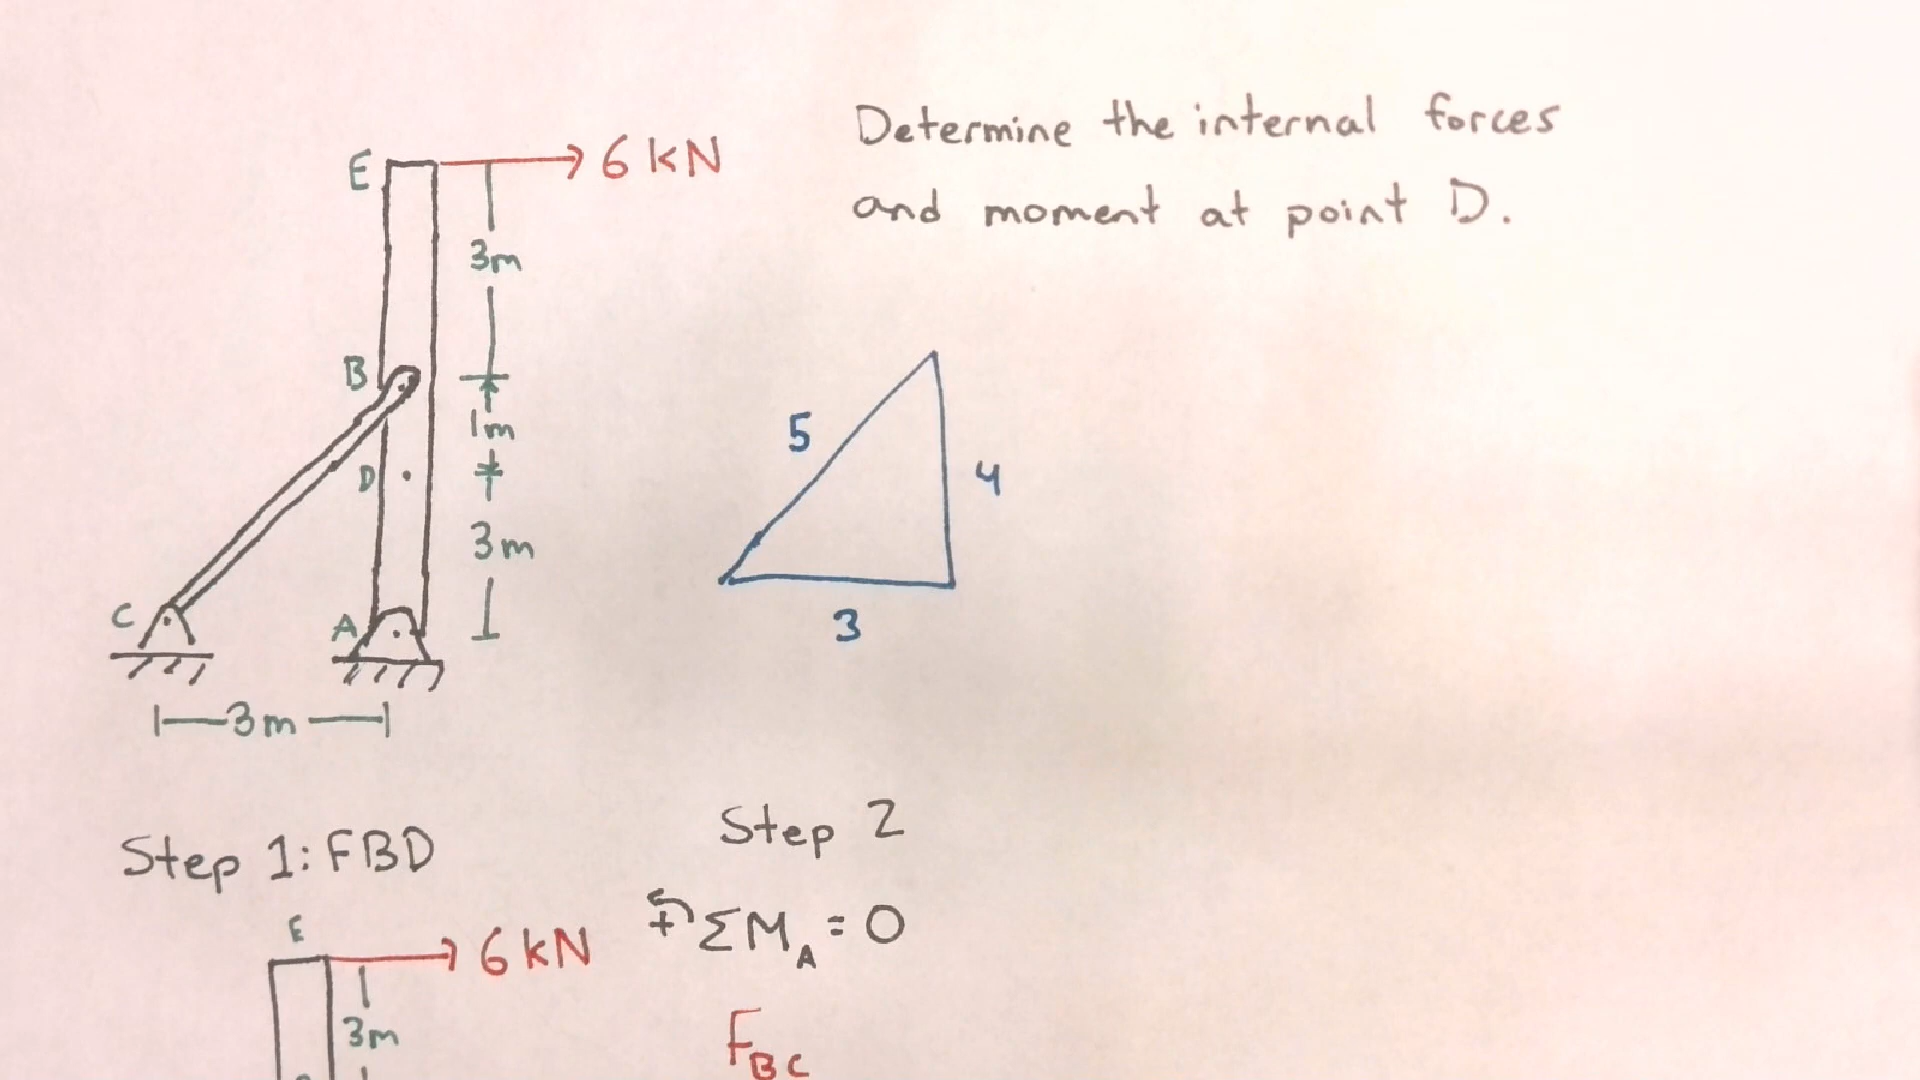 Determine the internal forces
and moment at point D.
E
6 kN
3m
B
1m
D
3m
C
A
3m
5
4
3
Step 1: FBD
E
6 kN
3m
Step 2
+ΣM_A = 0
F_BC